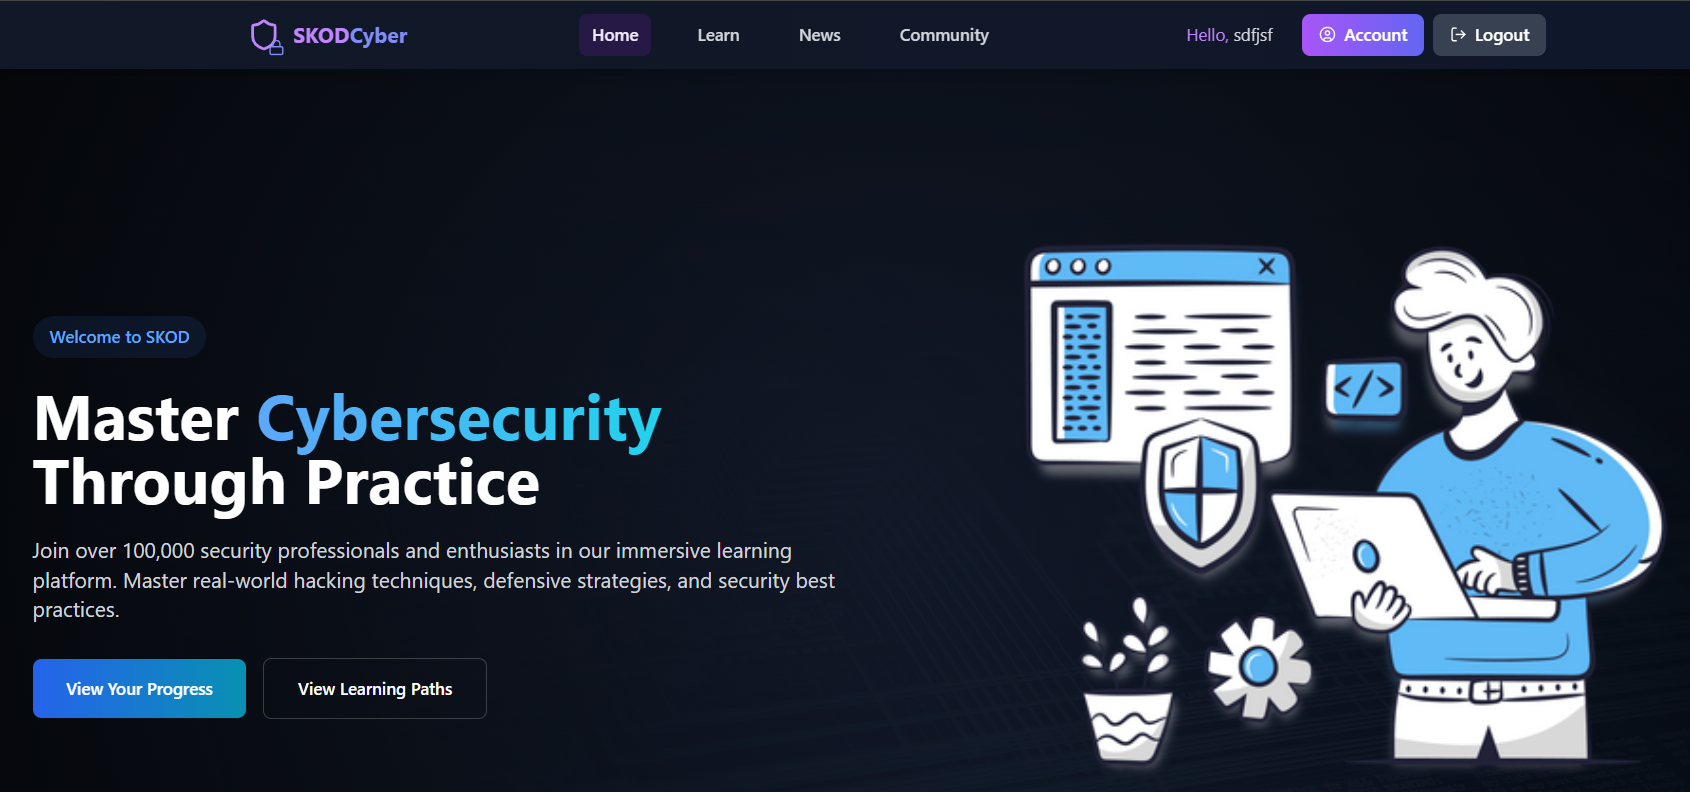 SKODCyber
Home
Learn
News
Community
Hello, sdfjsf
Account
Logout
Welcome to SKOD
Master Cybersecurity
Through Practice
Join over 100,000 security professionals and enthusiasts in our immersive learning
platform. Master real-world hacking techniques, defensive strategies, and security best
practices.
View Your Progress
View Learning Paths
</>